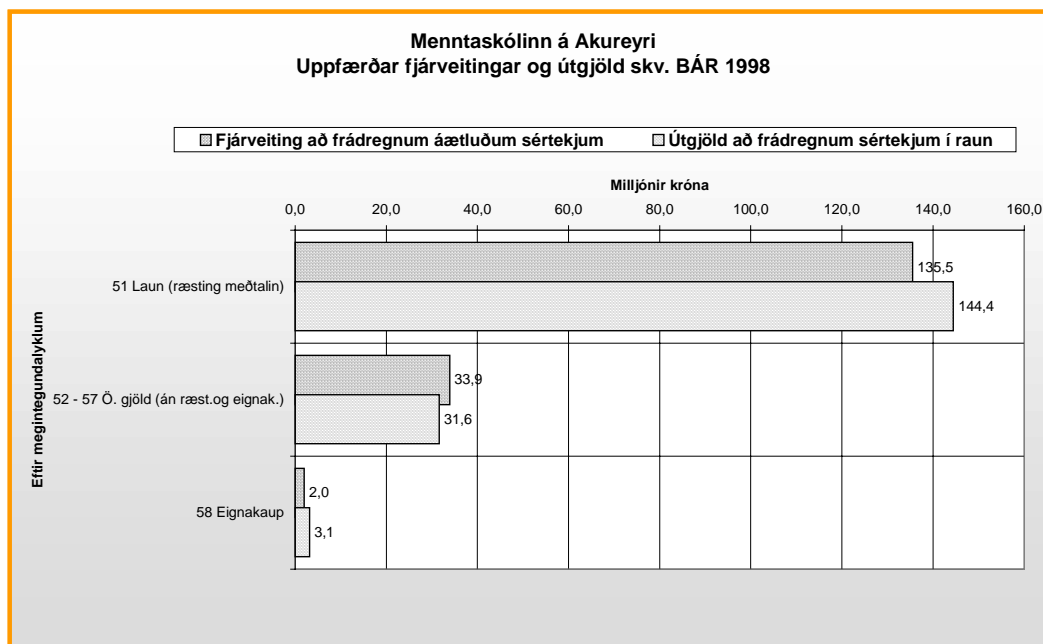 Menntaskólinn á Akureyri
Uppfærðar fjárveitingar og útgjöld skv. BÁR 1998
Fjárveiting að frádregnum áætluðum sértekjum
Útgjöld að frádregnum sértekjum í raun
Milljónir króna
0,0 20,0 40,0 60,0 80,0 100,0 120,0 140,0 160,0
Eftir megintegundalyklum
51 Laun (ræsting meðtalin)
135,5
144,4
52 - 57 Ö. gjöld (án ræst.og eignak.)
33,9
31,6
58 Eignakaup
2,0
3,1